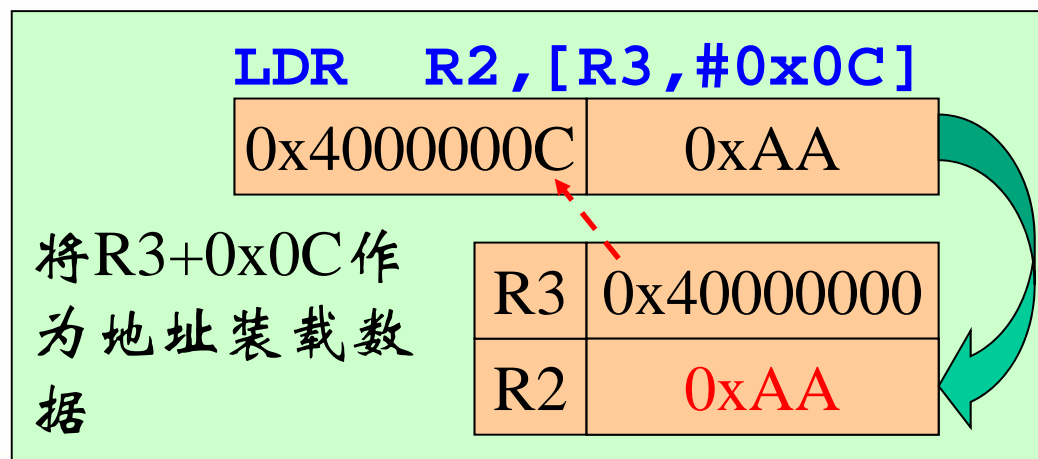 LDR R2,[R3,#0x0C]
0x4000000C 0xAA
将R3+0x0C作
为地址装载数
据
R3 0x40000000
R2 0xAA